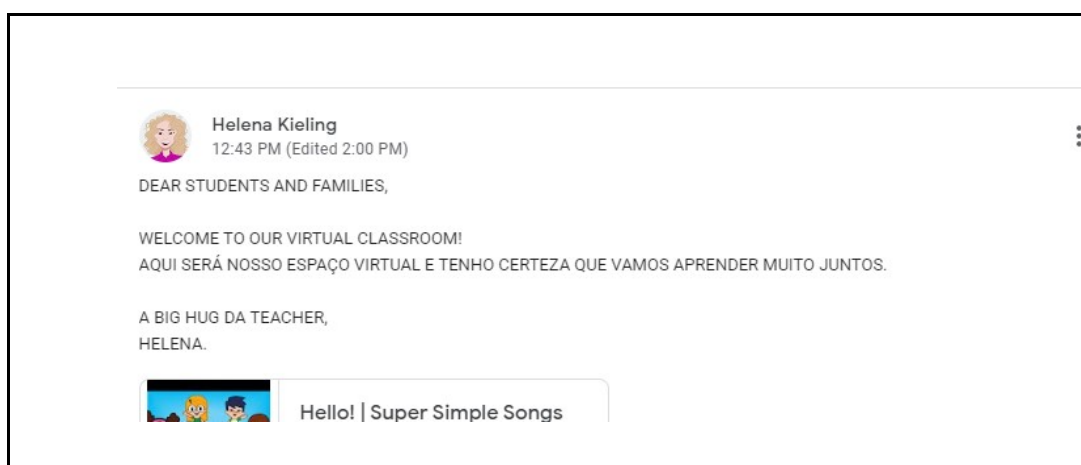 Helena Kieling
12:43 PM (Edited 2:00 PM)
DEAR STUDENTS AND FAMILIES,
WELCOME TO OUR VIRTUAL CLASSROOM!
AQUI SERÁ NOSSO ESPAÇO VIRTUAL E TENHO CERTEZA QUE VAMOS APRENDER MUITO JUNTOS.
A BIG HUG DA TEACHER,
HELENA.
Hello! | Super Simple Songs